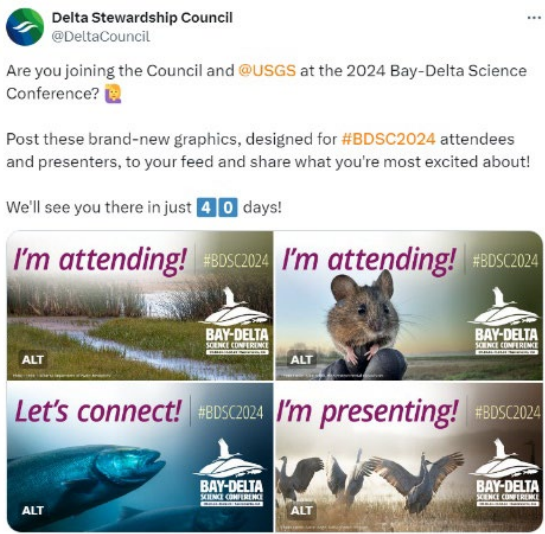 Delta Stewardship Council
@DeltaCouncil
Are you joining the Council and @USGS at the 2024 Bay-Delta Science
Conference? 🙋‍♀️
Post these brand-new graphics, designed for #BDSC2024 attendees
and presenters, to your feed and share what you're most excited about!
We'll see you there in just 4️⃣0️⃣ days!
I'm attending! #BDSC2024
BAY-DELTA
SCIENCE CONFERENCE
ALT
I'm attending! #BDSC2024
BAY-DELTA
SCIENCE CONFERENCE
ALT
Let's connect! #BDSC2024
BAY-DELTA
SCIENCE CONFERENCE
ALT
I'm presenting! #BDSC2024
BAY-DELTA
SCIENCE CONFERENCE
ALT